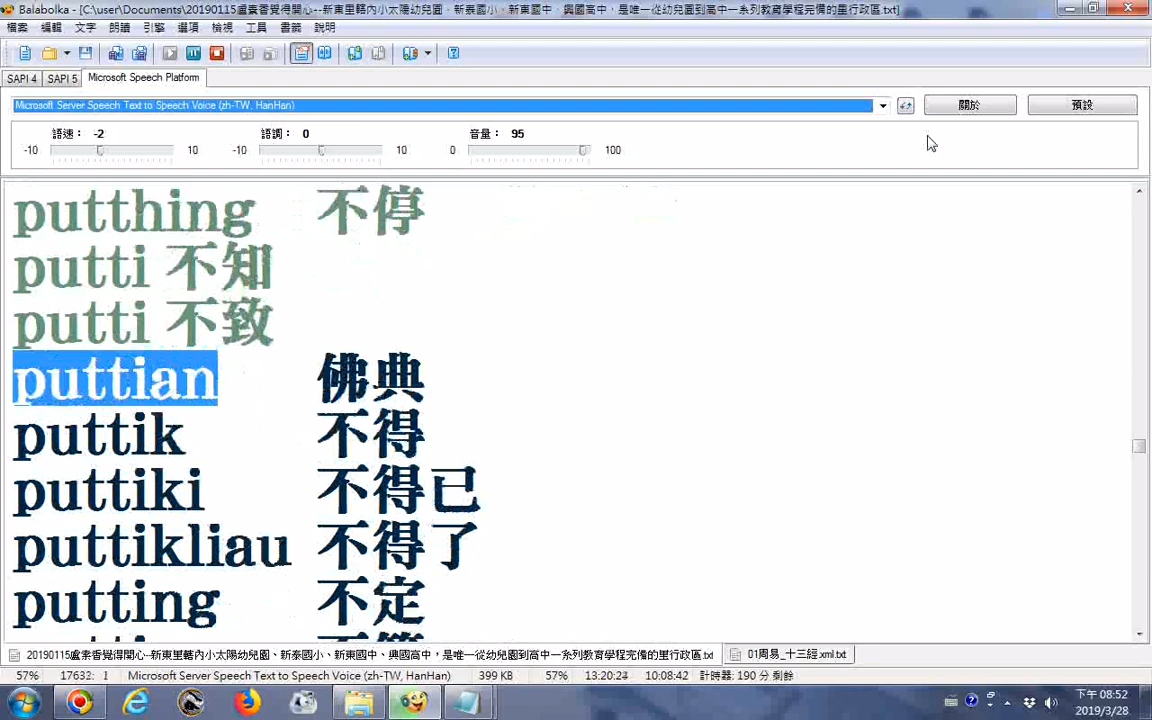 Balabolka - [C:\user\Documents\20190115盧素香覺得開心--新東里轄內小太陽幼兒園、新泰國小、新東國中、興國高中，是唯一從幼兒園到高中一系列教育學程完備的里行政區.txt]
檔案 編輯 文字 朗讀 引擎 選項 檢視 工具 書籤 說明
SAPI 4 SAPI 5 Microsoft Speech Platform
Microsoft Server Speech Text to Speech Voice (zh-TW, HanHan) 關於 預設
語速： -2 語調： 0 音量： 95
-10 10 -10 10 0 100
putthing 不停
putti 不知
putti 不致
puttian 佛典
puttik 不得
puttiki 不得已
puttikliau 不得了
putting 不定
20190115盧素香覺得開心--新東里轄內小太陽幼兒園、新泰國小、新東國中、興國高中，是唯一從幼兒園到高中一系列教育學程完備的里行政區.txt 01周易_十三經.xml.txt
57% 17632: 1 Microsoft Server Speech Text to Speech Voice (zh-TW, HanHan) 399 KB 57% 13:20:24 10:08:42 計時器: 190 分 剩餘
下午 08:52
2019/3/28